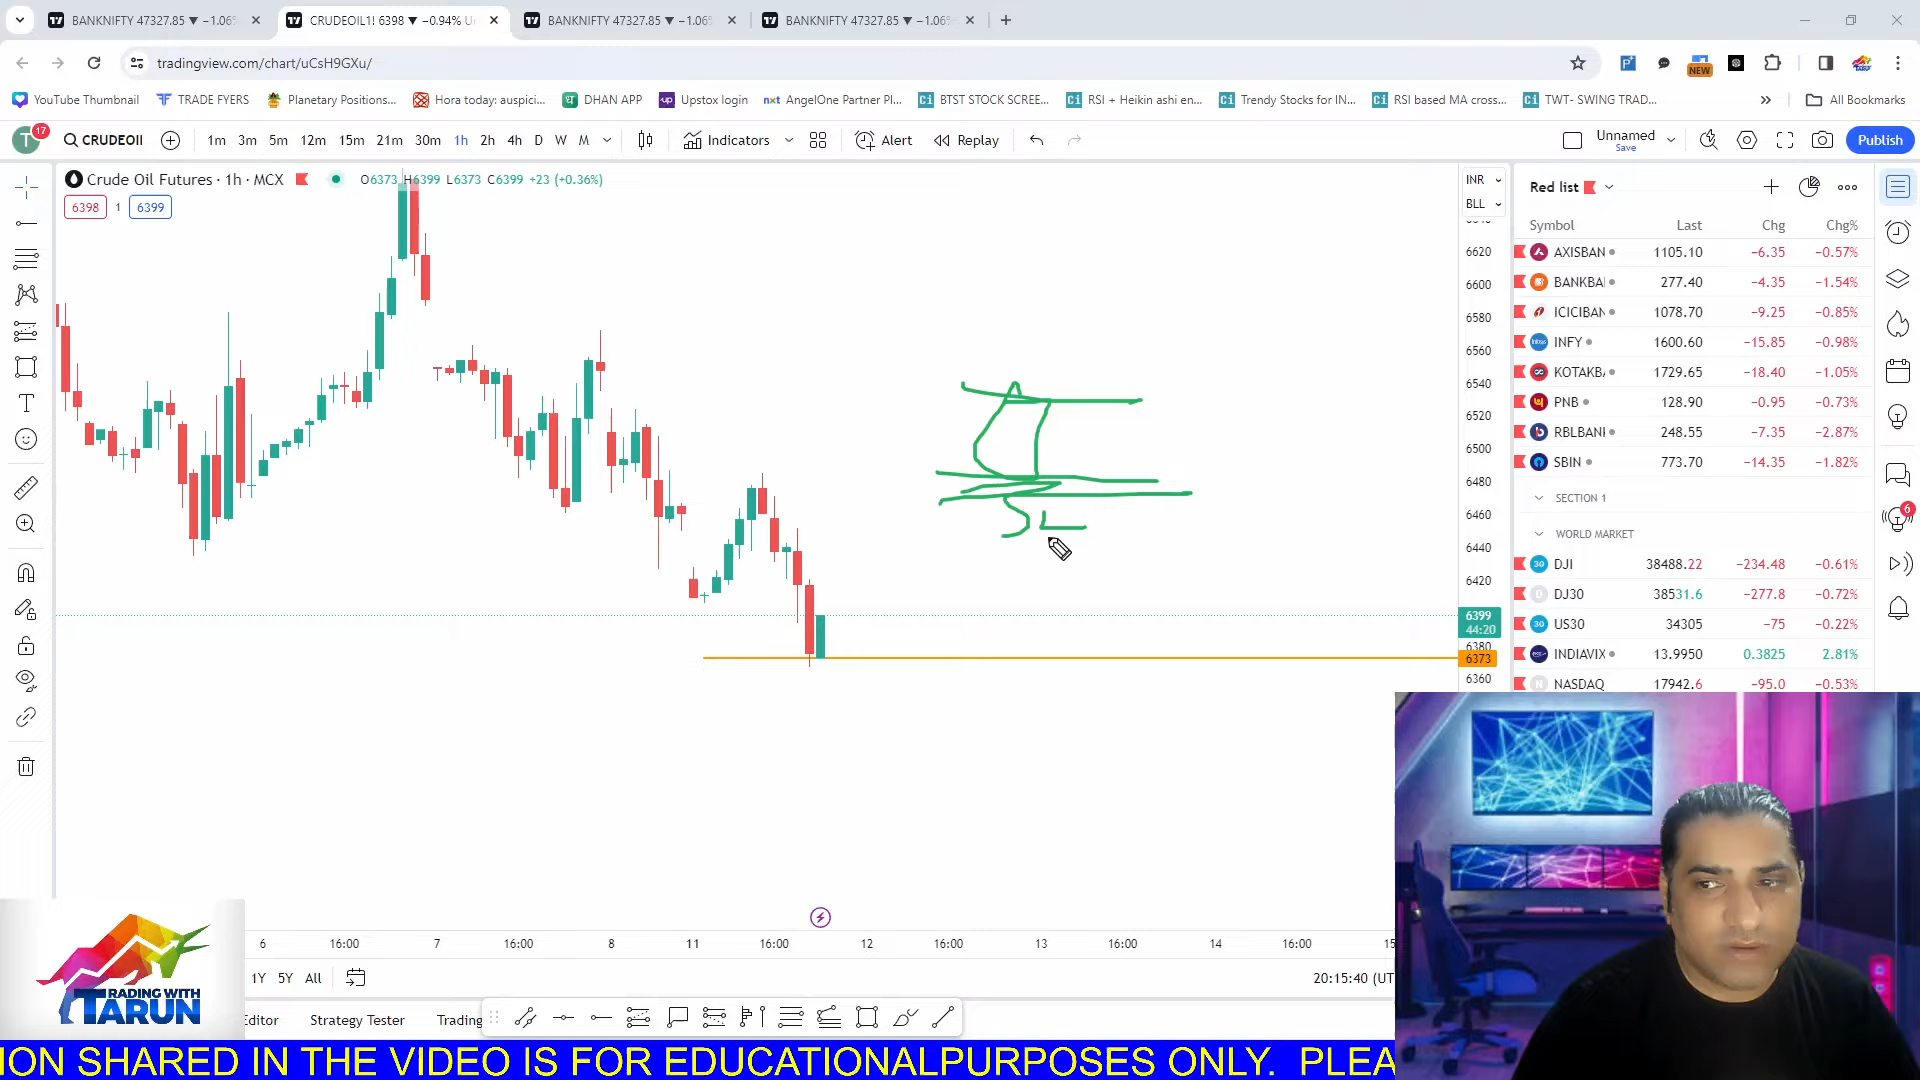 BANKNIFTY 47327.85 ▼ −1.06%
CRUDEOIL1! 6398 ▼ −0.94% U
BANKNIFTY 47327.85 ▼ −1.06%
BANKNIFTY 47327.85 ▼ −1.06%
tradingview.com/chart/uCsH9GXu/
NEW
YouTube Thumbnail
TRADE FYERS
Planetary Positions...
Hora today: auspici...
DHAN APP
Upstox login
AngelOne Partner Pl...
BTST STOCK SCREE...
RSI + Heikin ashi en...
Trendy Stocks for IN...
RSI based MA cross...
TWT- SWING TRAD...
All Bookmarks
T 17
CRUDEOII
1m 3m 5m 12m 15m 21m 30m 1h 2h 4h D W M
Indicators
Alert
Replay
Unnamed
Save
Publish
Crude Oil Futures · 1h · MCX
O6373 H6399 L6373 C6399 +23 (+0.36%)
6398 1 6399
INR
BLL
6620
6600
6580
6560
6540
6520
6500
6480
6460
6440
6420
6399
44:20
6380
6373
6360
SL
Red list
Symbol Last Chg Chg%
AXISBAN 1105.10 −6.35 −0.57%
BANKBA 277.40 −4.35 −1.54%
ICICIBAN 1078.70 −9.25 −0.85%
INFY 1600.60 −15.85 −0.98%
KOTAKB 1729.65 −18.40 −1.05%
PNB 128.90 −0.95 −0.73%
RBLBANI 248.55 −7.35 −2.87%
SBIN 773.70 −14.35 −1.82%
SECTION 1
WORLD MARKET
DJI 38488.22 −234.48 −0.61%
DJ30 38531.6 −277.8 −0.72%
US30 34305 −75 −0.22%
INDIAVIX 13.9950 0.3825 2.81%
NASDAQ 17942.6 −95.0 −0.53%
6
6 16:00 7 16:00 8 11 16:00 12 16:00 13 16:00 14 16:00 15
1Y 5Y All
20:15:40 (UT
TRADING WITH
TARUN
Editor
Strategy Tester
Trading
ION SHARED IN THE VIDEO IS FOR EDUCATIONALPURPOSES ONLY. PLEA